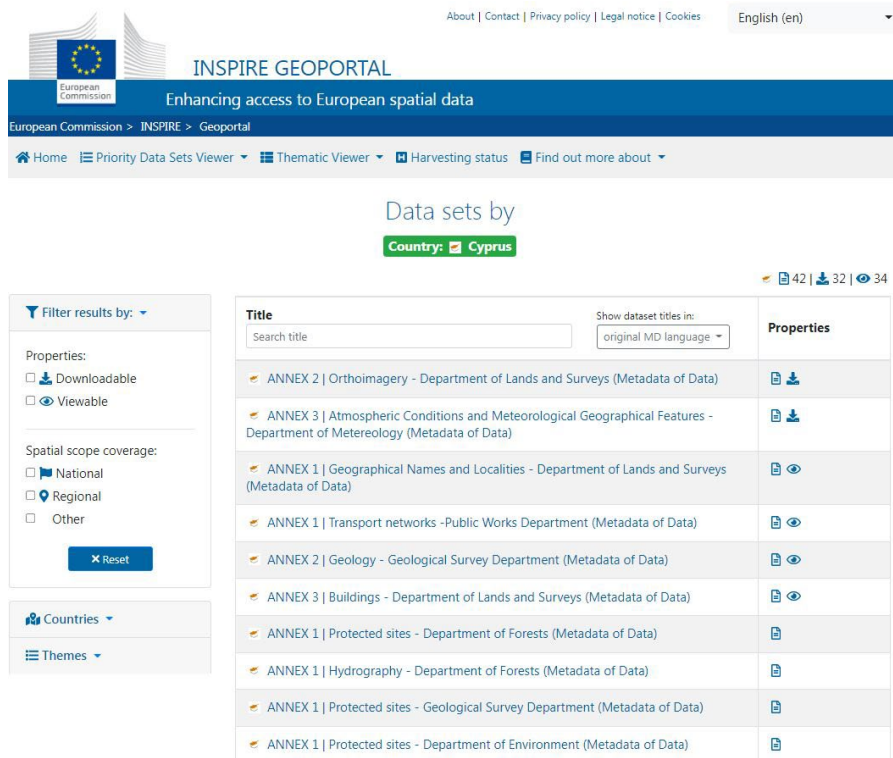 About | Contact | Privacy policy | Legal notice | Cookies
English (en)
European
Commission
INSPIRE GEOPORTAL
Enhancing access to European spatial data
European Commission > INSPIRE > Geoportal
Home Priority Data Sets Viewer Thematic Viewer Harvesting status Find out more about
Data sets by
Country: Cyprus
42 | 32 | 34
Filter results by:
Properties:
Downloadable
Viewable
Spatial scope coverage:
National
Regional
Other
Reset
Countries
Themes
Title
Search title
Show dataset titles in:
original MD language
Properties
ANNEX 2 | Orthoimagery - Department of Lands and Surveys (Metadata of Data)
ANNEX 3 | Atmospheric Conditions and Meteorological Geographical Features -
Department of Metereology (Metadata of Data)
ANNEX 1 | Geographical Names and Localities - Department of Lands and Surveys
(Metadata of Data)
ANNEX 1 | Transport networks -Public Works Department (Metadata of Data)
ANNEX 2 | Geology - Geological Survey Department (Metadata of Data)
ANNEX 3 | Buildings - Department of Lands and Surveys (Metadata of Data)
ANNEX 1 | Protected sites - Department of Forests (Metadata of Data)
ANNEX 1 | Hydrography - Department of Forests (Metadata of Data)
ANNEX 1 | Protected sites - Geological Survey Department (Metadata of Data)
ANNEX 1 | Protected sites - Department of Environment (Metadata of Data)